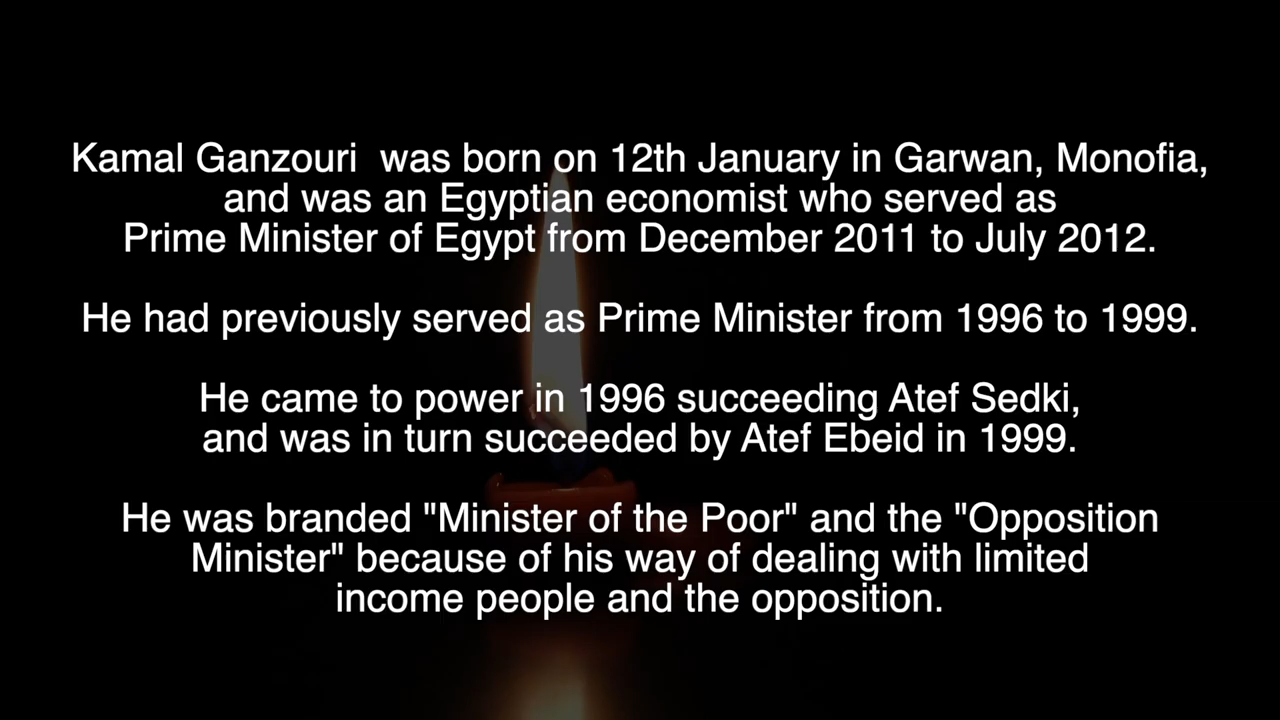 Kamal Ganzouri  was born on 12th January in Garwan, Monofia,
and was an Egyptian economist who served as
Prime Minister of Egypt from December 2011 to July 2012.
He had previously served as Prime Minister from 1996 to 1999.
He came to power in 1996 succeeding Atef Sedki,
and was in turn succeeded by Atef Ebeid in 1999.
He was branded "Minister of the Poor" and the "Opposition
Minister" because of his way of dealing with limited
income people and the opposition.